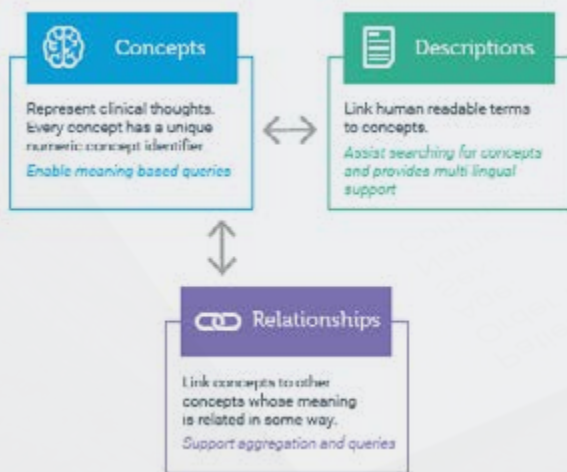 Concepts
Represent clinical thoughts.
Every concept has a unique
numeric concept identifier
Enable meaning-based queries
Descriptions
Link human readable terms
to concepts.
Assist searching for concepts
and provides multi lingual
support
Relationships
Link concepts to other
concepts whose meaning
is related in some way.
Support aggregation and queries